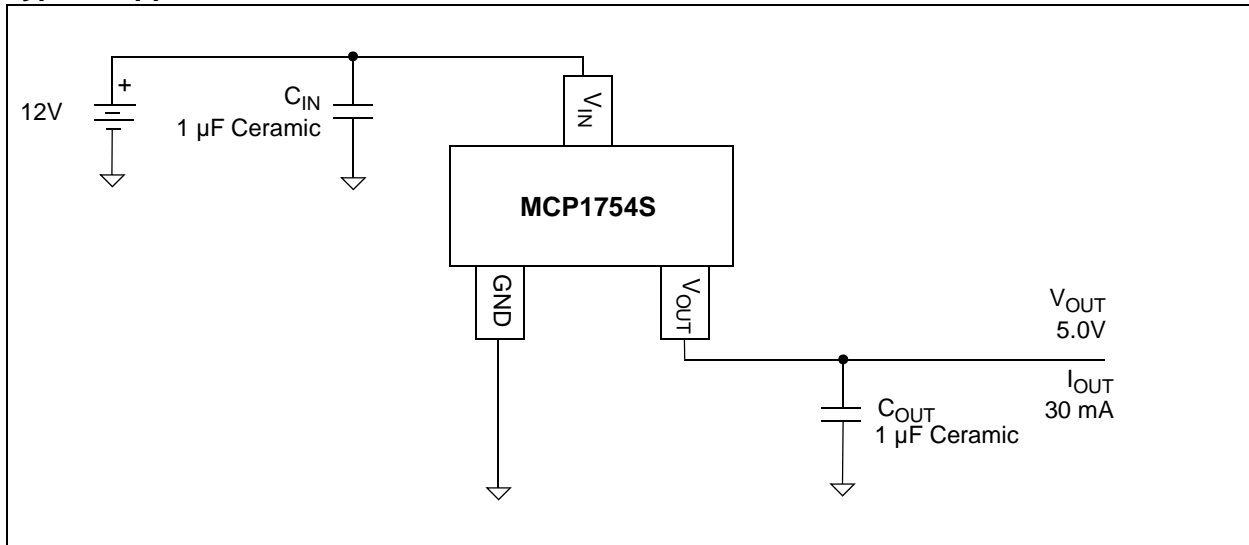 12V
+
C_IN
1 µF Ceramic
V_IN
MCP1754S
GND
V_OUT
V_OUT
5.0V
I_OUT
30 mA
C_OUT
1 µF Ceramic